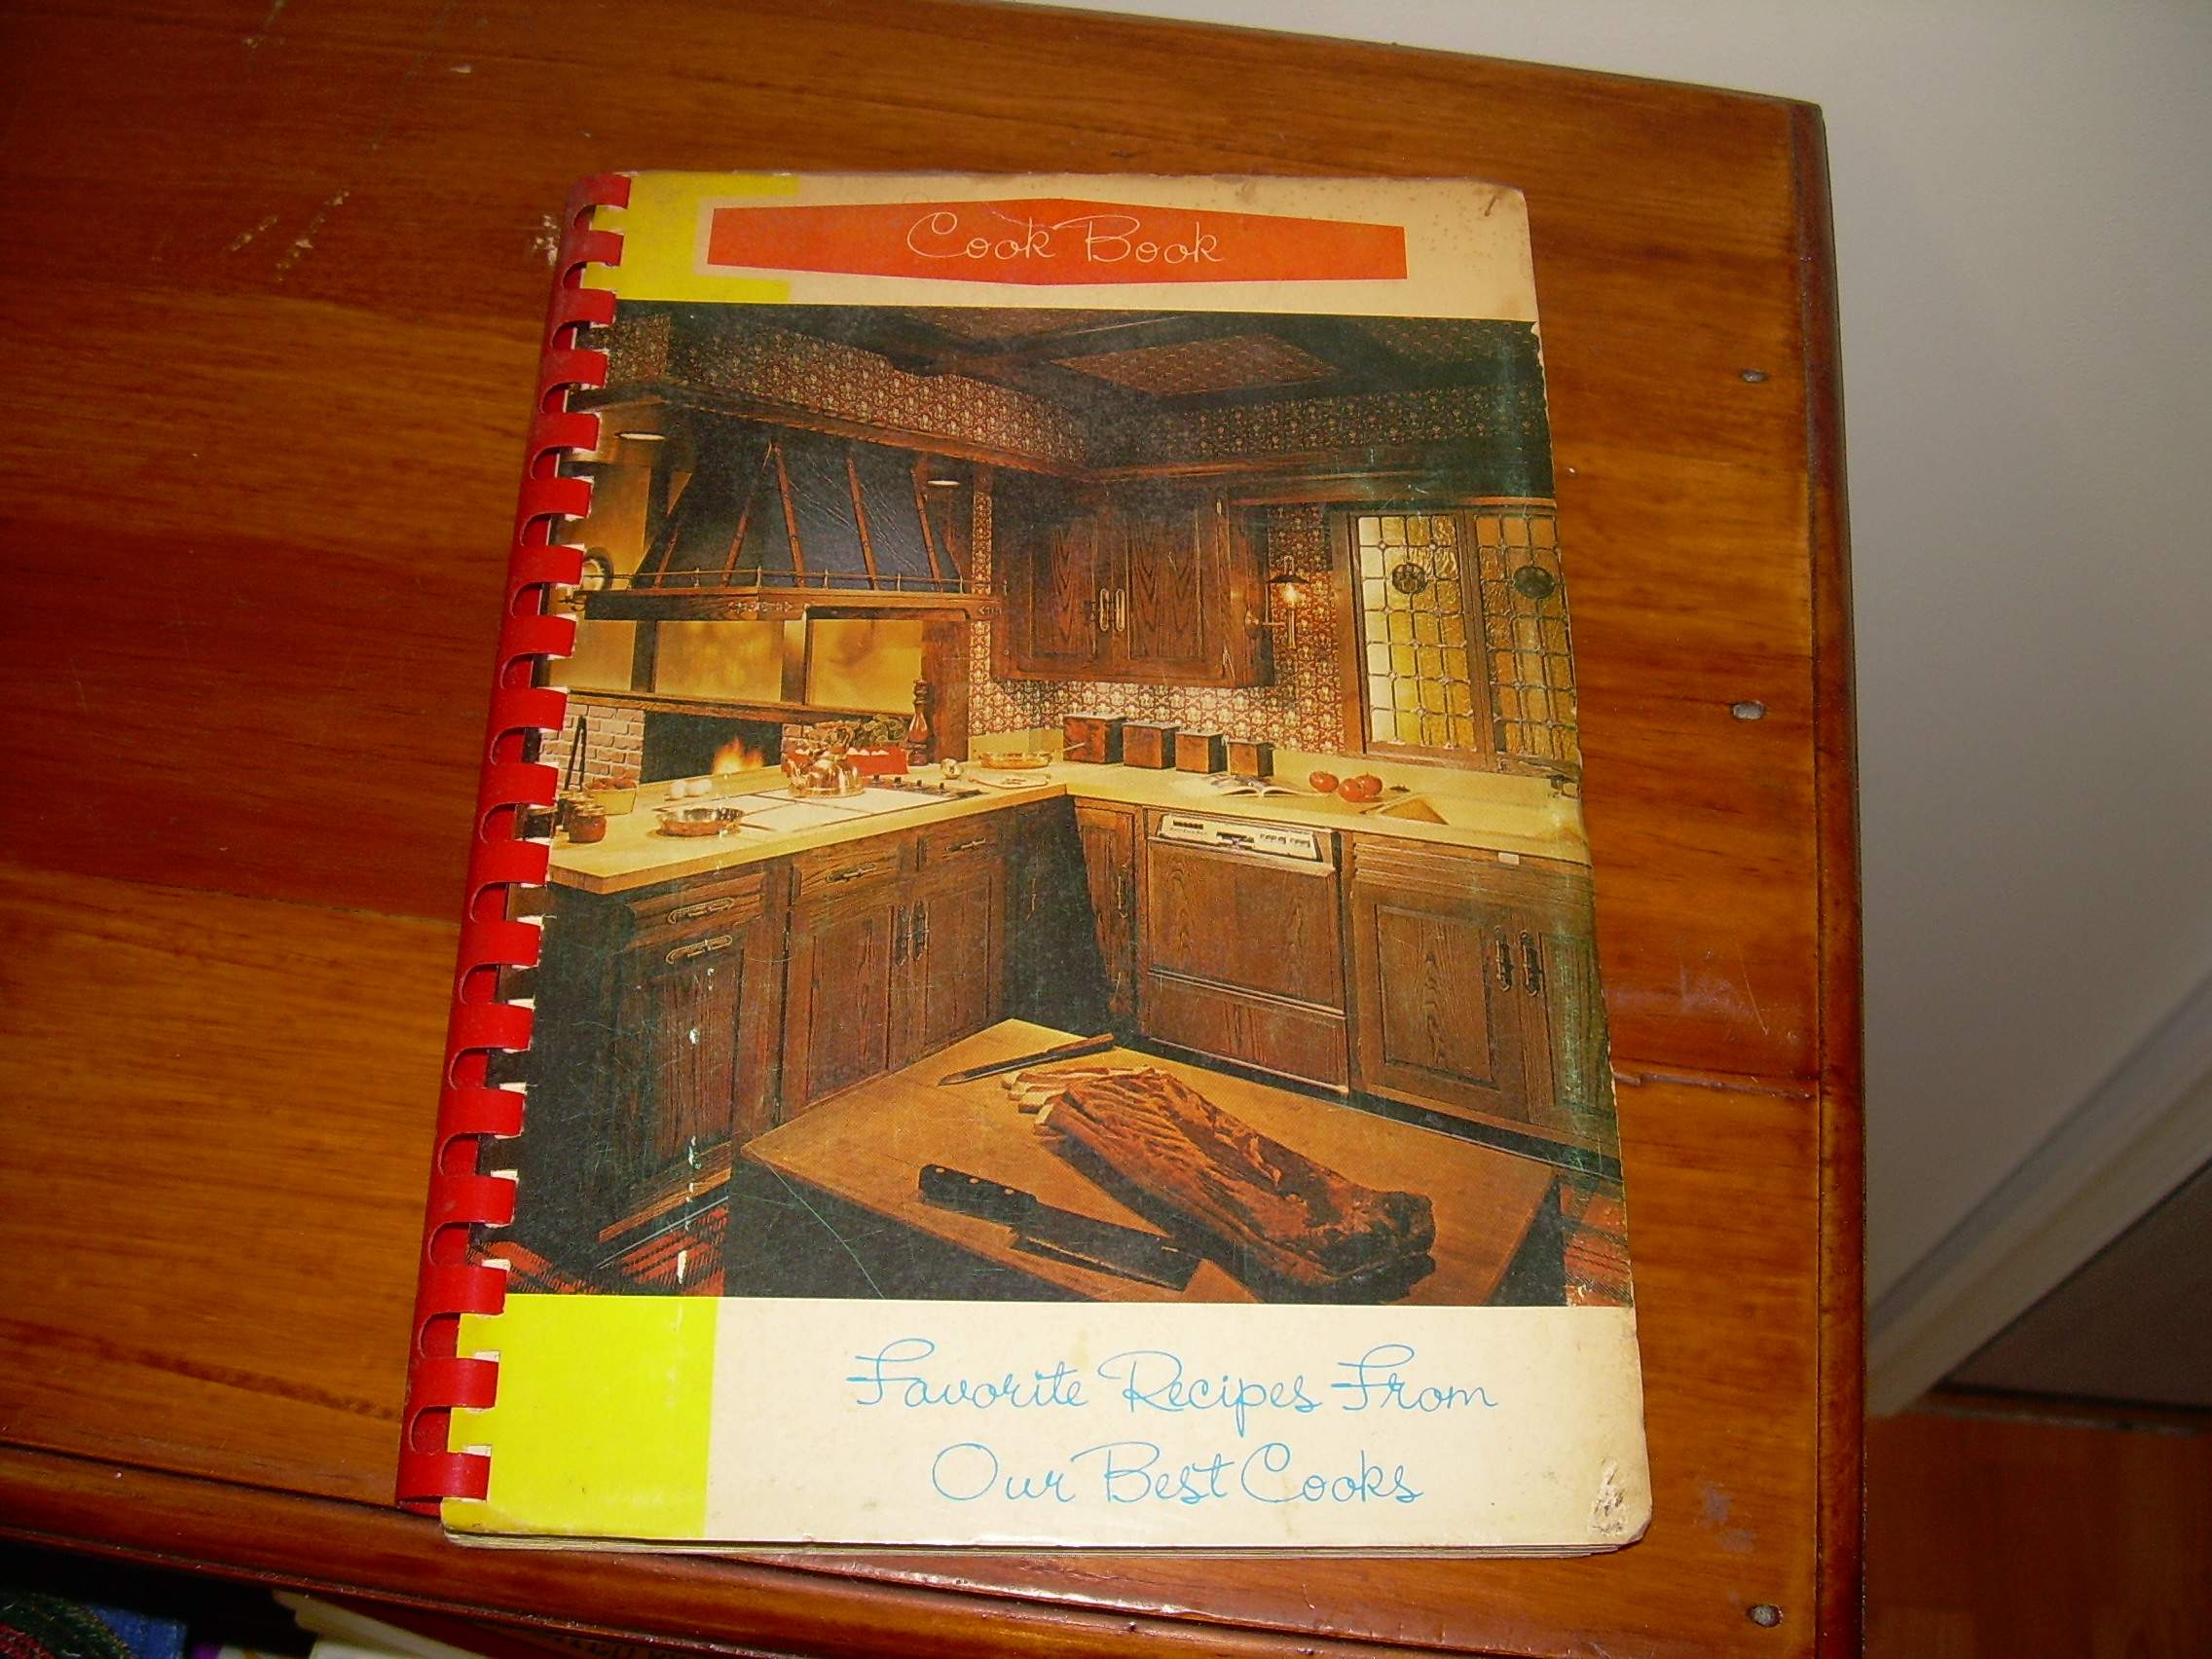 Cook Book
Favorite Recipes From
Our Best Cooks